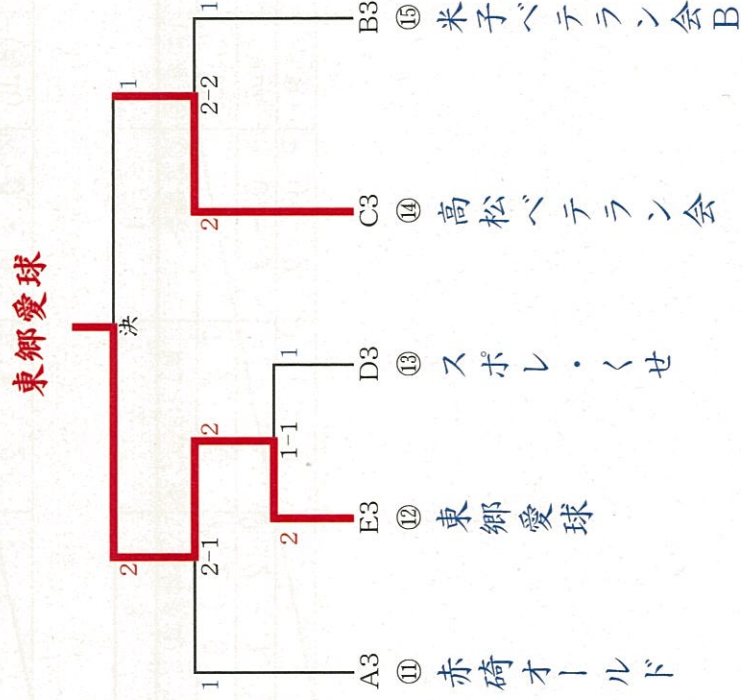 東郷愛球
決
2
1
2-1
1
2
1-1
2
1
2-2
2
1
A3 ⑪ 赤碕オールド
E3 ⑫ 東郷愛球
D3 ⑬ スポレ・くせ
C3 ⑭ 高松ベテラン会
B3 ⑮ 米子ベテラン会B